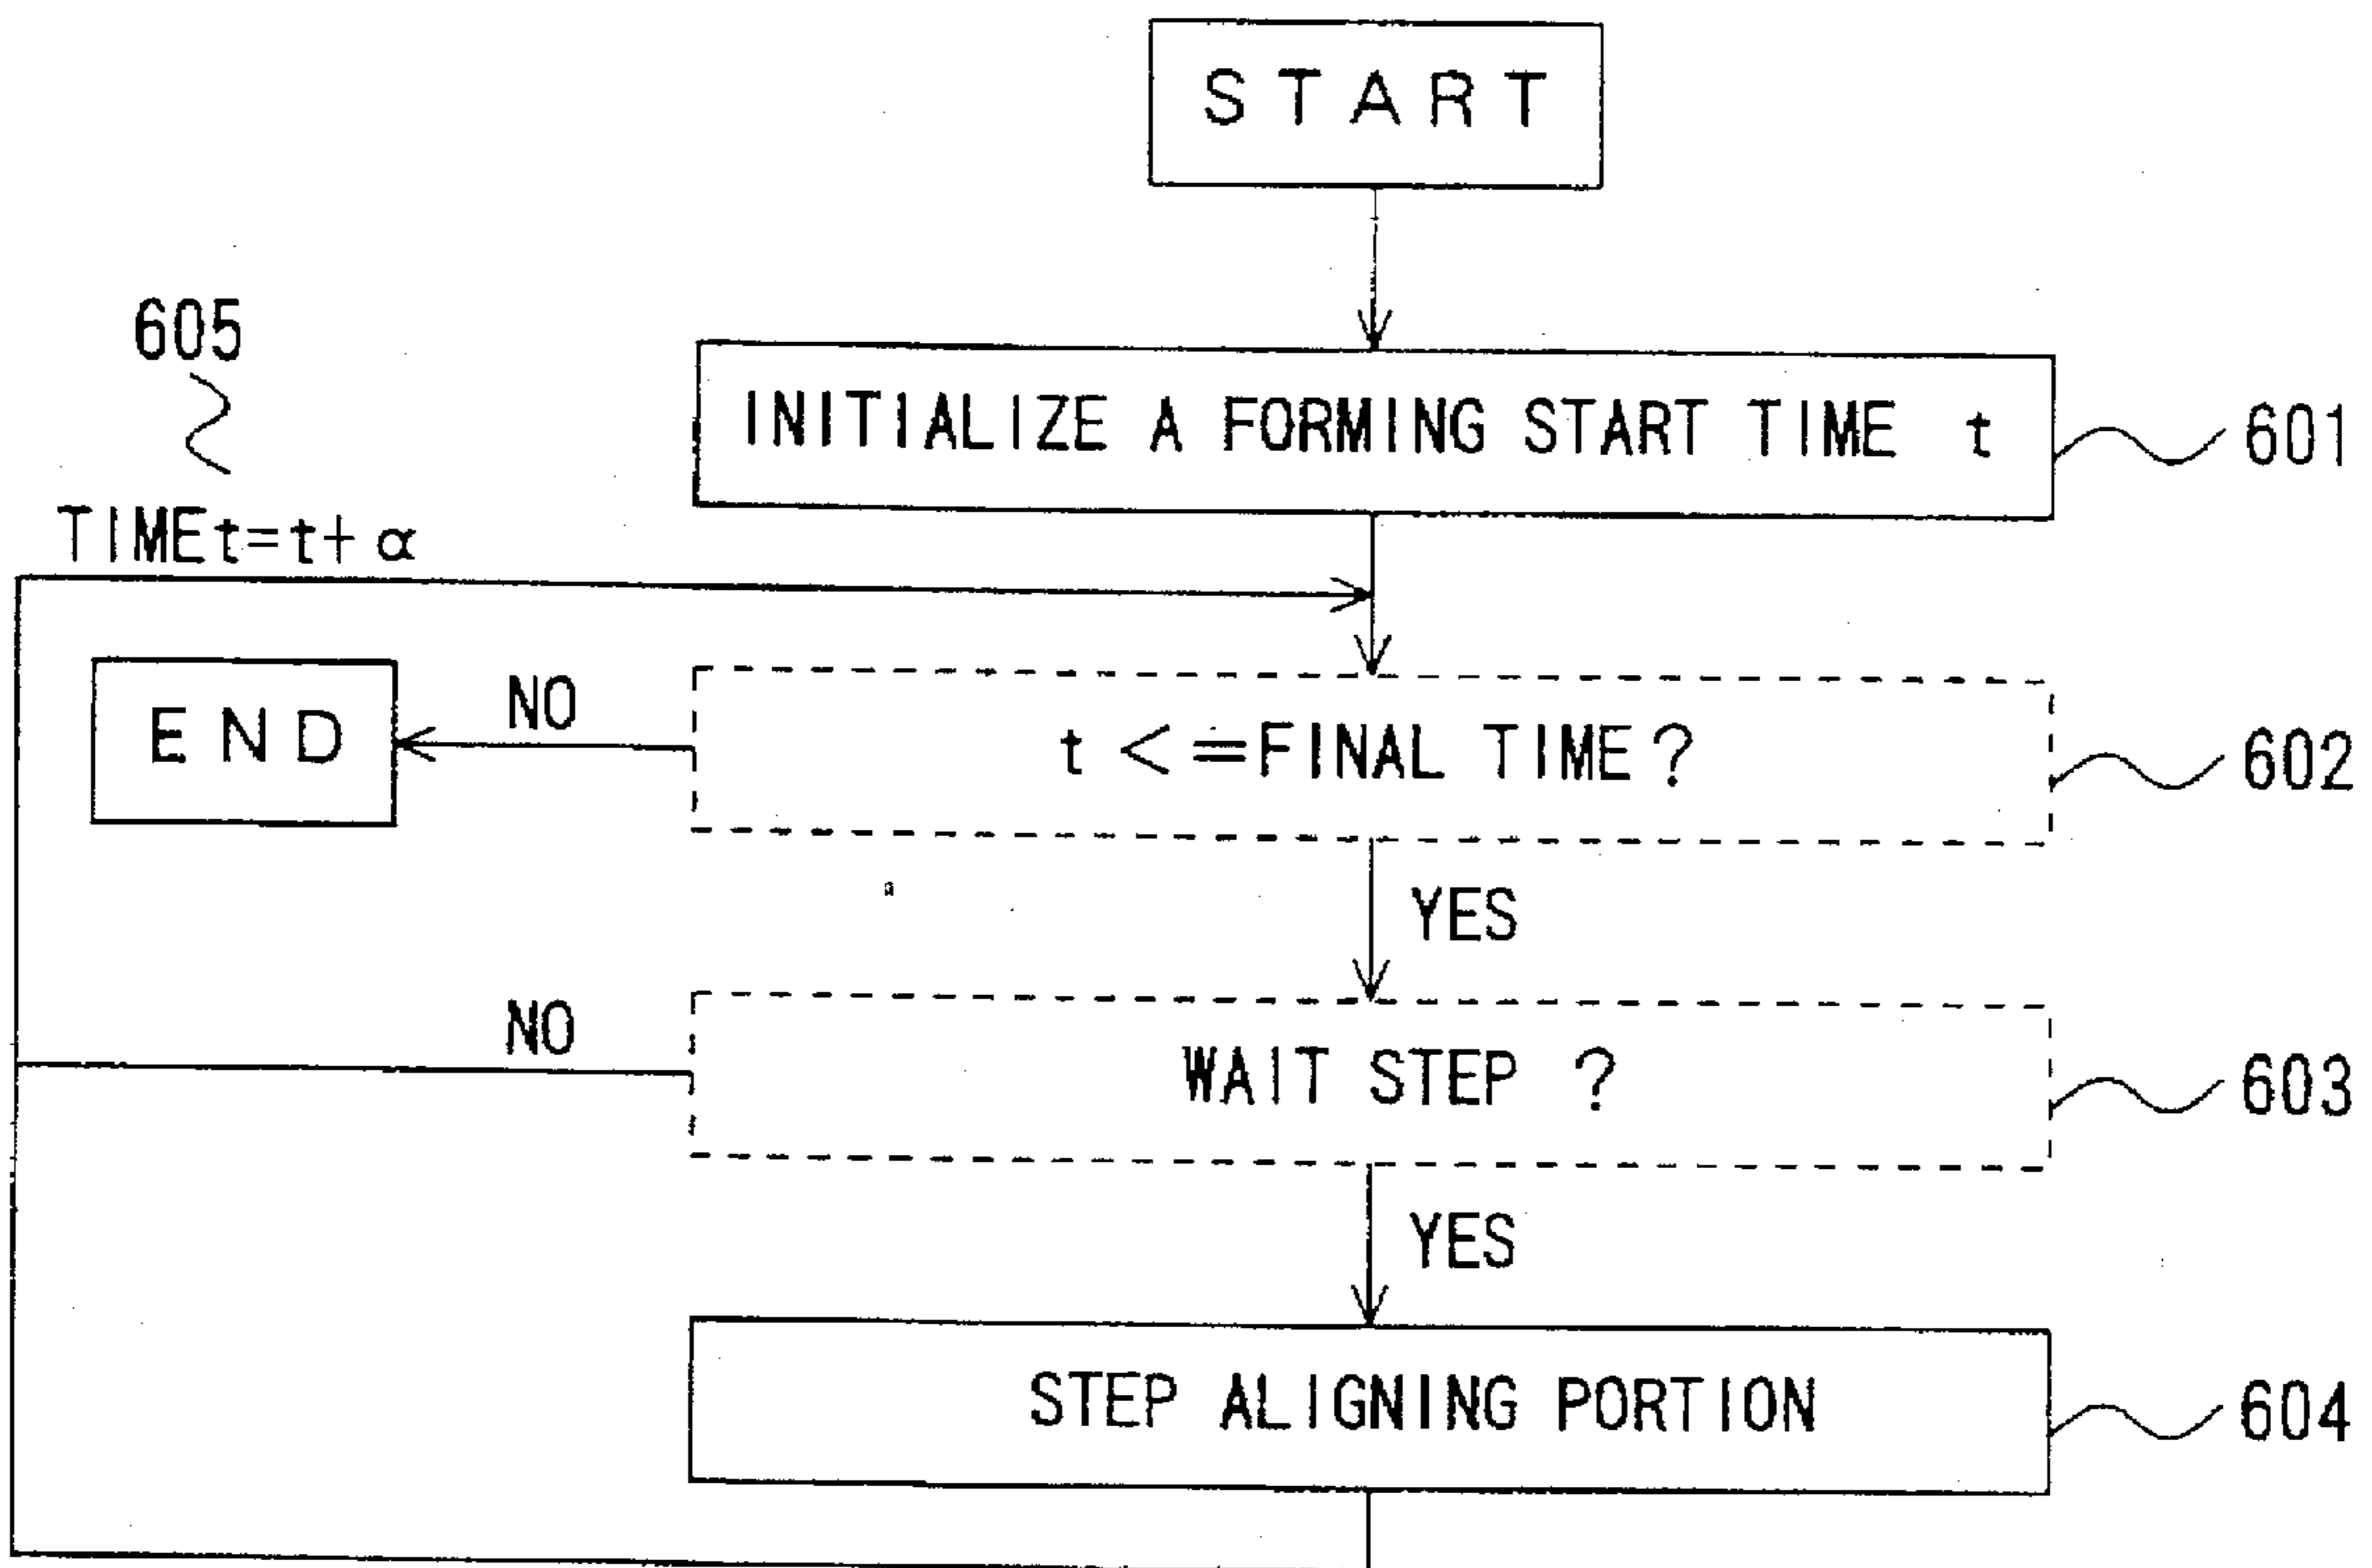 START
605
INITIALIZE A FORMING START TIME t
601
TIMEt=t+α
END
NO
t <=FINAL TIME?
602
YES
NO
WAIT STEP ?
603
YES
STEP ALIGNING PORTION
604